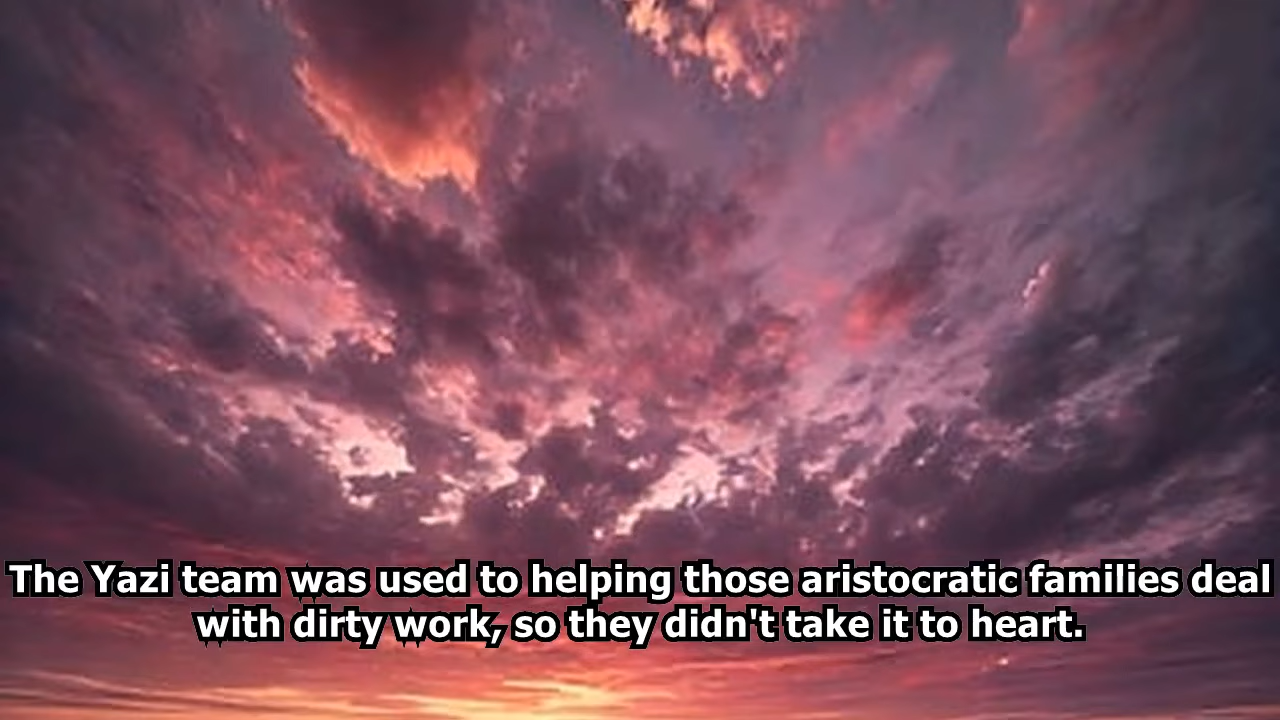 The Yazi team was used to helping those aristocratic families deal
with dirty work, so they didn't take it to heart.